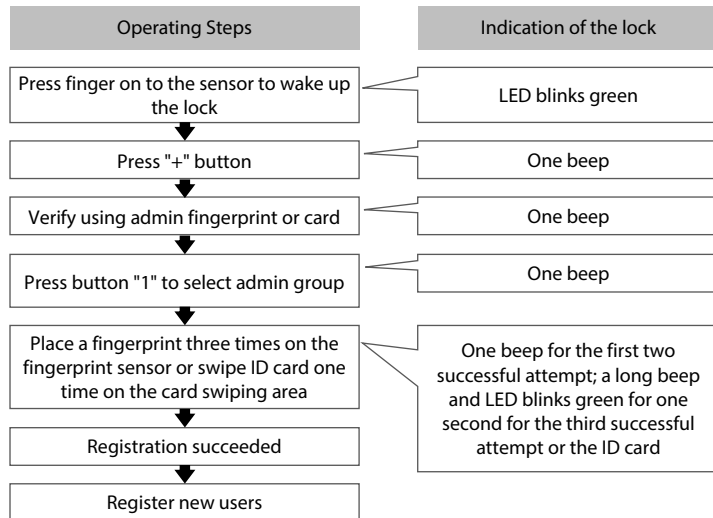 Operating Steps
Indication of the lock
Press finger on to the sensor to wake up
the lock
LED blinks green
Press "+" button
One beep
Verify using admin fingerprint or card
One beep
Press button "1" to select admin group
One beep
Place a fingerprint three times on the
fingerprint sensor or swipe ID card one
time on the card swiping area
One beep for the first two
successful attempt; a long beep
and LED blinks green for one
second for the third successful
attempt or the ID card
Registration succeeded
Register new users